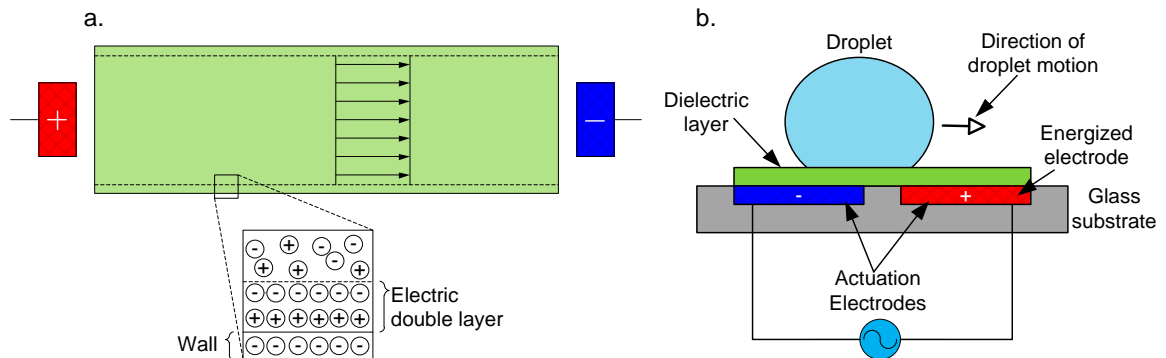 a.
+
−
- + - -
+ + - +
- - - - - -
+ + + + + +
- - - - - -
Electric
double layer
Wall
b.
Droplet
Direction of
droplet motion
Dielectric
layer
Energized
electrode
- +
Glass
substrate
Actuation
Electrodes